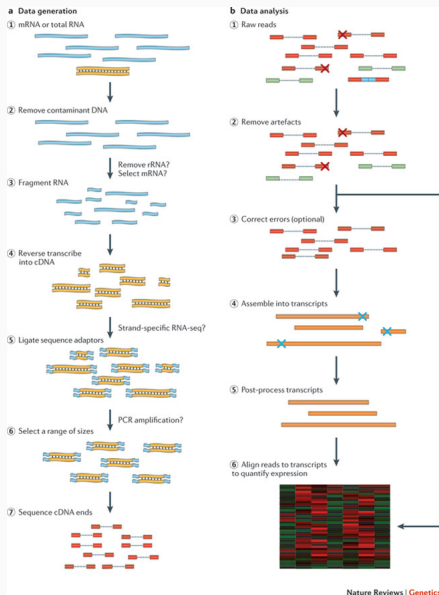 a Data generation
① mRNA or total RNA
② Remove contaminant DNA
Remove rRNA?
Select mRNA?
③ Fragment RNA
④ Reverse transcribe
into cDNA
Strand-specific RNA-seq?
⑤ Ligate sequence adaptors
PCR amplification?
⑥ Select a range of sizes
⑦ Sequence cDNA ends
b Data analysis
① Raw reads
② Remove artefacts
③ Correct errors (optional)
④ Assemble into transcripts
⑤ Post-process transcripts
⑥ Align reads to transcripts
to quantify expression
Nature Reviews | Genetics